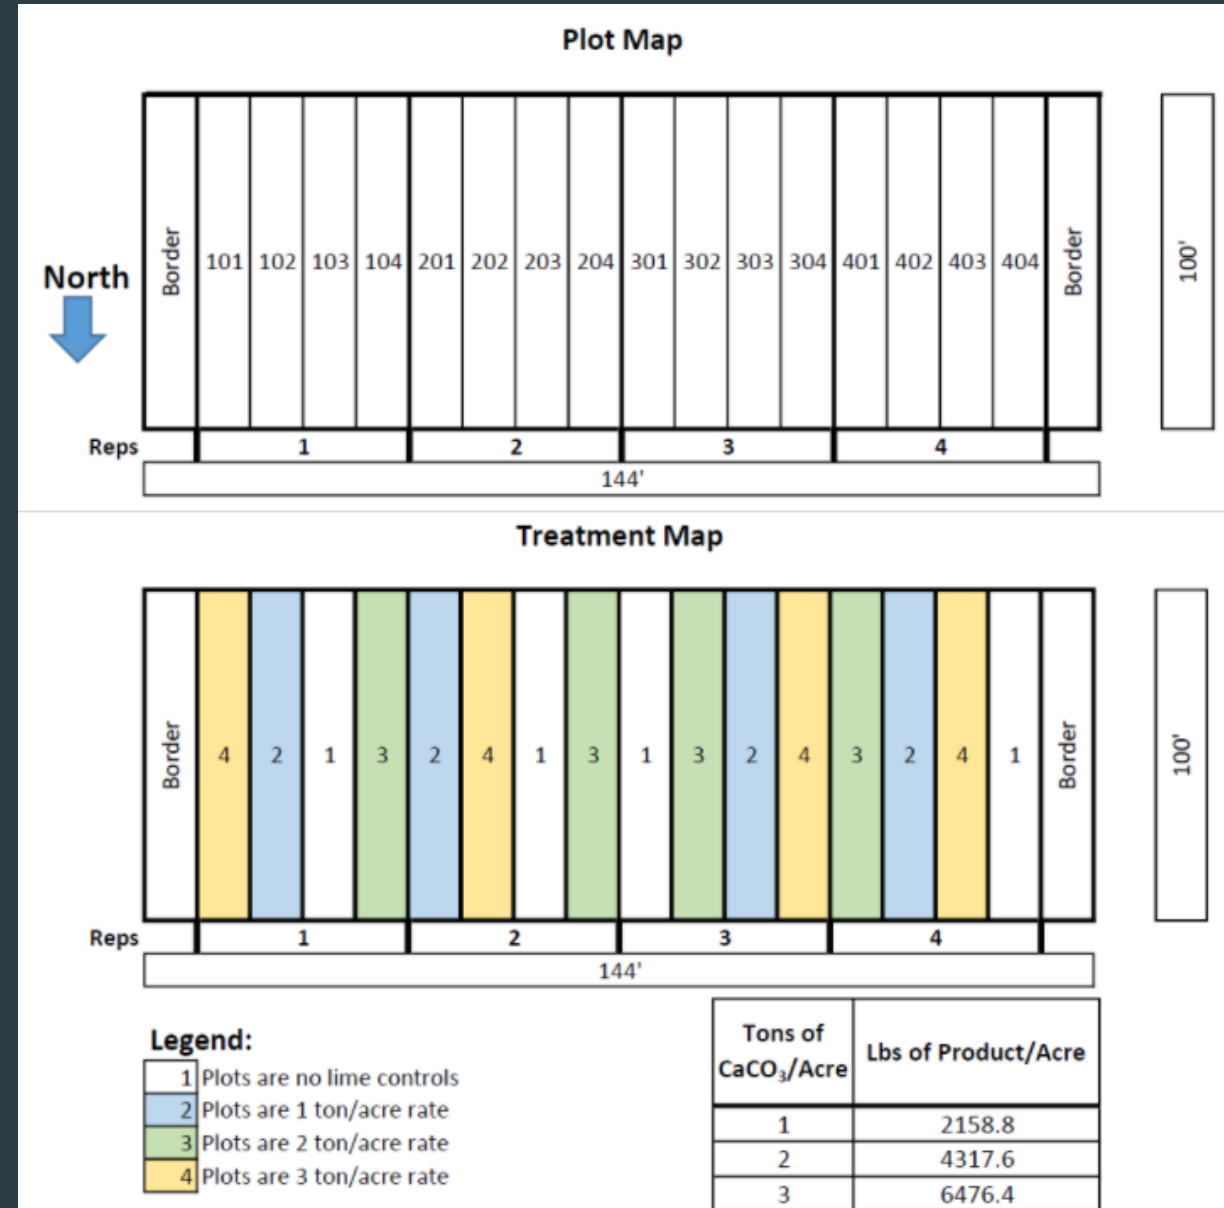 Plot Map
North
Border 101 102 103 104 201 202 203 204 301 302 303 304 401 402 403 404 Border
100'
Reps 1 2 3 4
144'
Treatment Map
Border 4 2 1 3 2 4 1 3 1 3 2 4 3 2 4 1 Border
100'
Reps 1 2 3 4
144'
Legend:
1 Plots are no lime controls
2 Plots are 1 ton/acre rate
3 Plots are 2 ton/acre rate
4 Plots are 3 ton/acre rate
Tons of
CaCO₃/Acre
Lbs of Product/Acre
1 2158.8
2 4317.6
3 6476.4